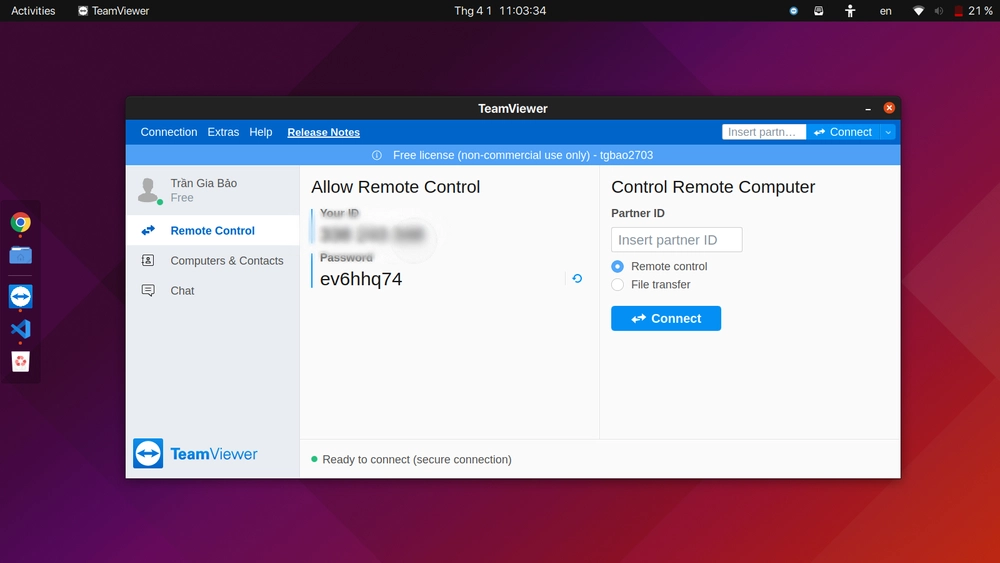 Activities TeamViewer Thg 4 1 11:03:34 en 21 %
TeamViewer
Connection Extras Help Release Notes Insert partn… Connect
Free license (non-commercial use only) - tgbao2703
Trần Gia Bảo
Free
Remote Control
Computers & Contacts
Chat
TeamViewer
Allow Remote Control
Your ID
Password
ev6hhq74
Ready to connect (secure connection)
Control Remote Computer
Partner ID
Insert partner ID
Remote control
File transfer
Connect